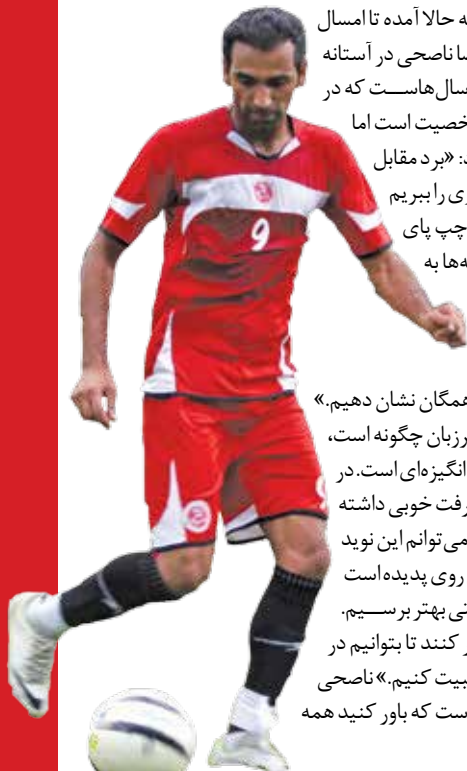 ه حالا آمده تا امسال
سا ناصحی در آستانه
سال‌هاست که در
خصیت است اما
د: «برد مقابل
ی را ببریم
چپ پای
ه‌ها به
همگان نشان دهیم.»
رزبان چگونه است،
انگیزه‌ای است. در
رفت خوبی داشته
می‌توانم این نوید
روی پدیده است
تی بهتر برسیم.
ر کنند تا بتوانیم در
بیت کنیم.» ناصحی
ست که باور کنید همه
9